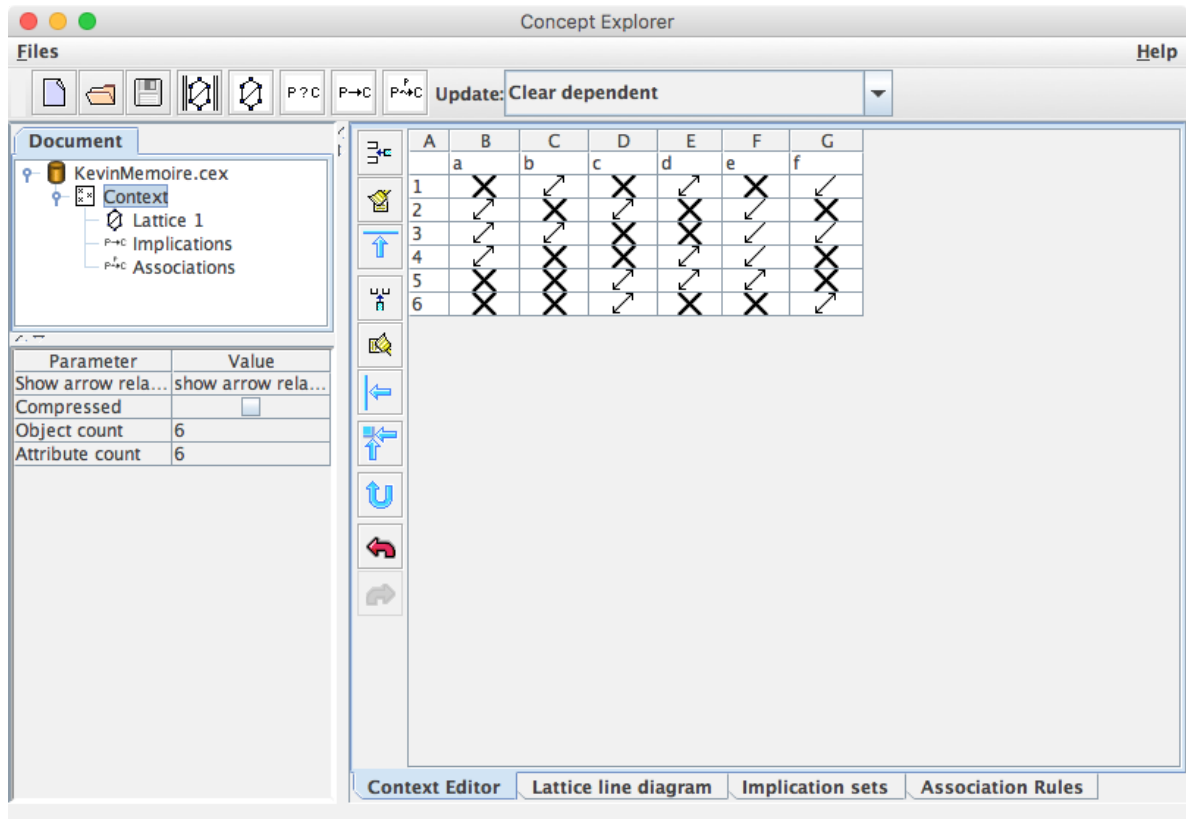 Concept Explorer
Files Help
P?C P→C P⇝C Update: Clear dependent
Document
KevinMemoire.cex
Context
Lattice 1
P→C Implications
P⇝C Associations
Parameter Value
Show arrow rela... show arrow rela...
Compressed
Object count 6
Attribute count 6
A B C D E F G
a b c d e f
1 X ↗↙ X ↗↙ X ↙
2 ↗↙ X ↗↙ X ↙ X
3 ↗↙ ↗↙ X X ↙ ↙
4 ↗↙ X X ↗↙ ↙ X
5 X X ↗↙ ↗↙ ↗↙ X
6 X X ↗↙ X X ↗↙
Context Editor Lattice line diagram Implication sets Association Rules